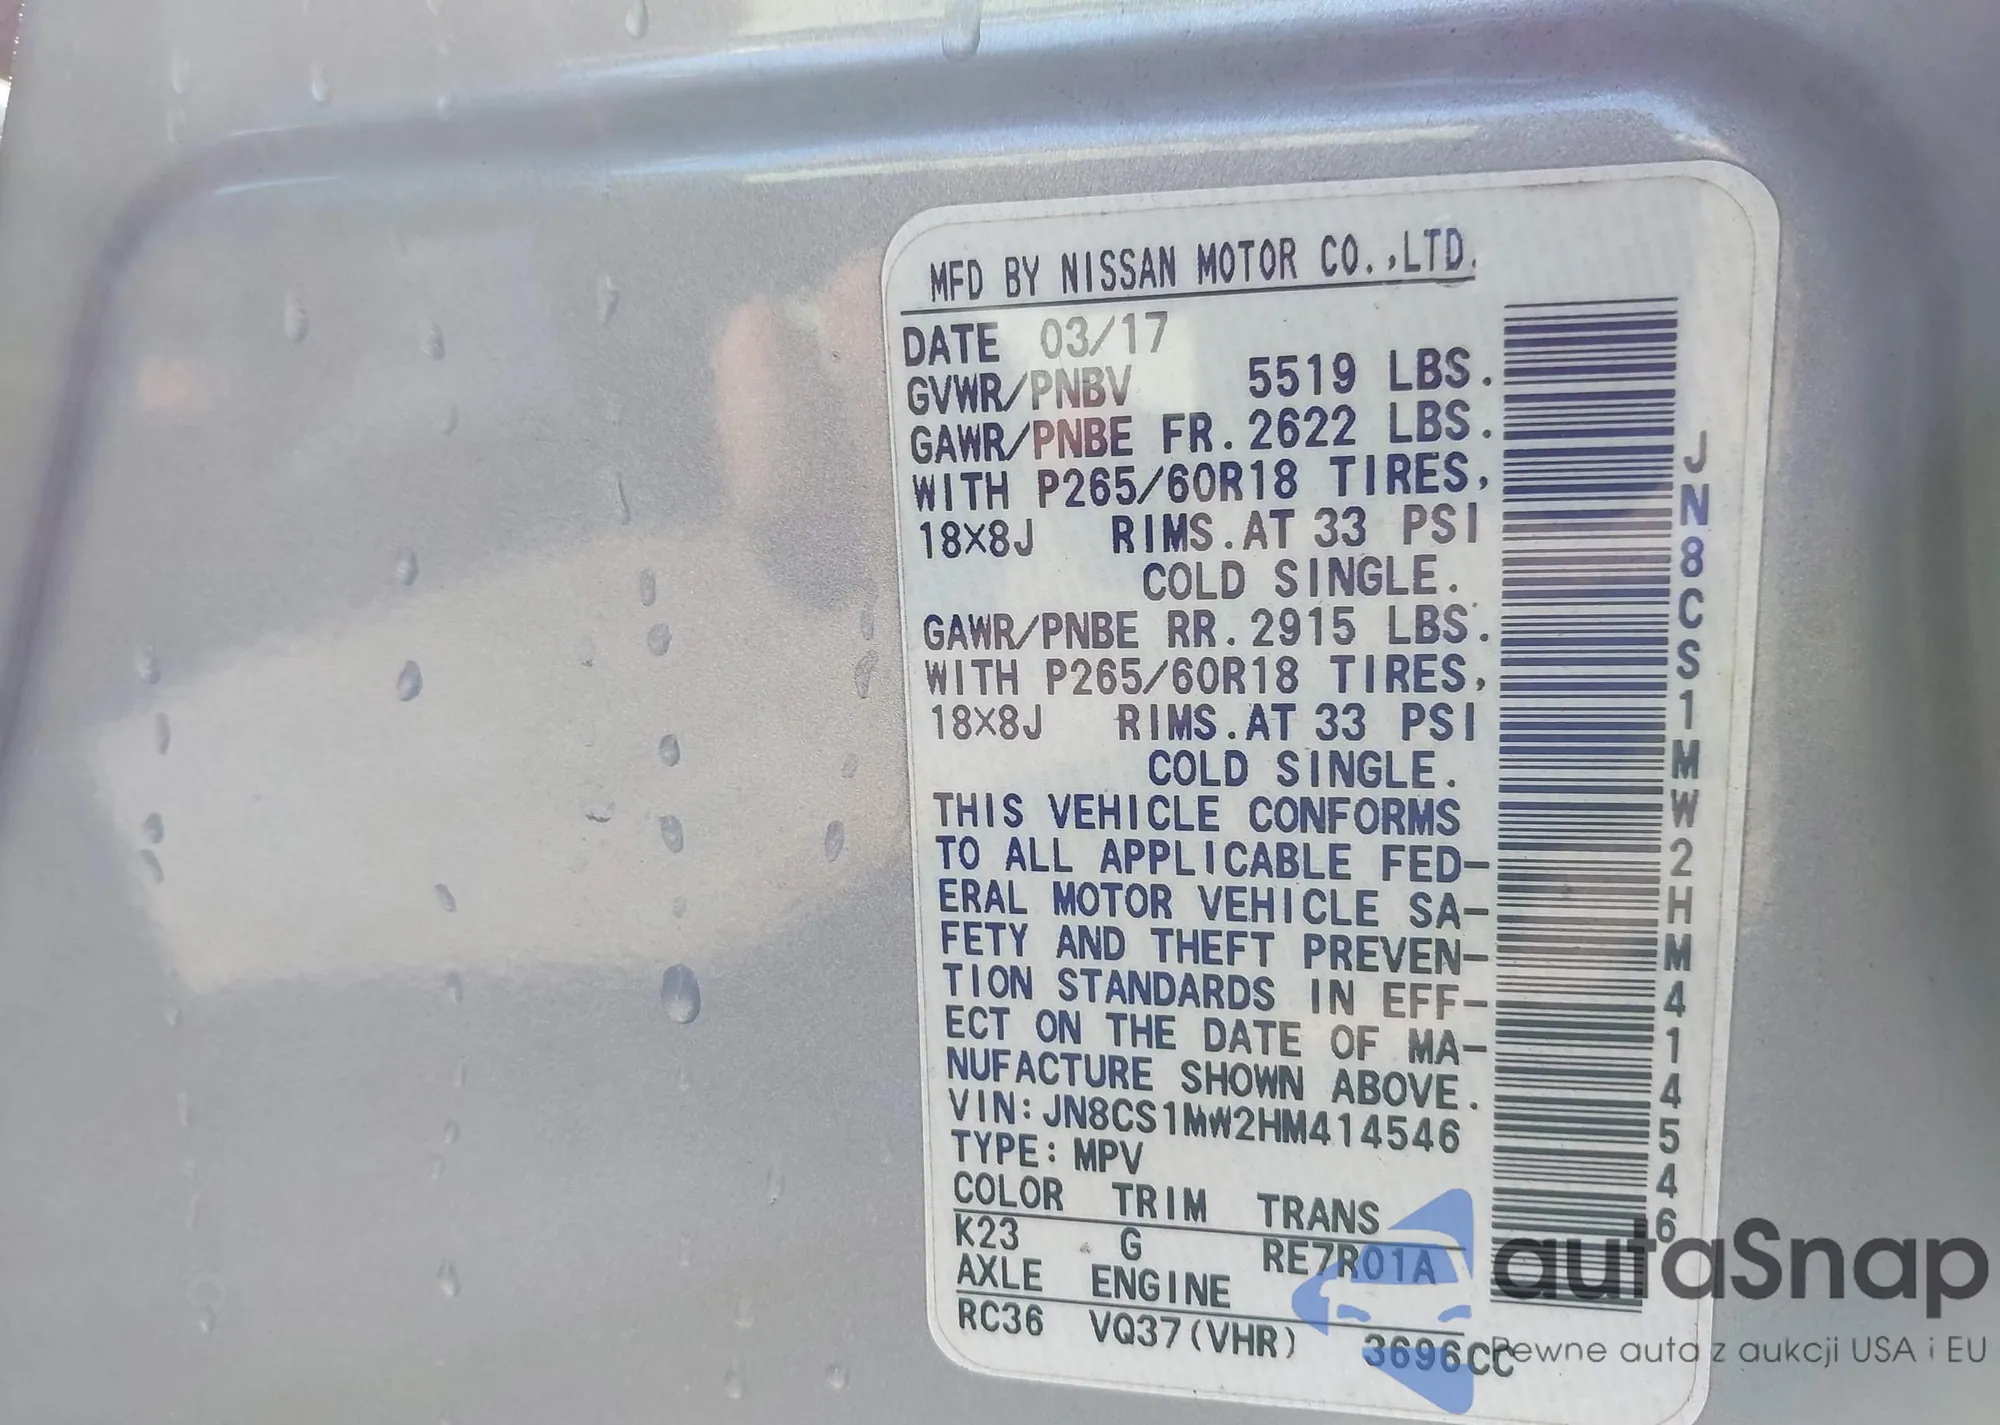 MFD BY NISSAN MOTOR CO.,LTD.
DATE 03/17
GVWR/PNBV 5519 LBS.
GAWR/PNBE FR.2622 LBS.
WITH P265/60R18 TIRES,
18X8J RIMS.AT 33 PSI
COLD SINGLE.
GAWR/PNBE RR.2915 LBS.
WITH P265/60R18 TIRES,
18X8J RIMS.AT 33 PSI
COLD SINGLE.
THIS VEHICLE CONFORMS
TO ALL APPLICABLE FED-
ERAL MOTOR VEHICLE SA-
FETY AND THEFT PREVEN-
TION STANDARDS IN EFF-
ECT ON THE DATE OF MA-
NUFACTURE SHOWN ABOVE.
VIN:JN8CS1MW2HM414546
TYPE:MPV
COLOR TRIM TRANS
K23 G RE7R01A
AXLE ENGINE
RC36 VQ37(VHR) 3696CC
JN8CS1MW2HM414546
autaSnap
Pewne auta z aukcji USA i EU